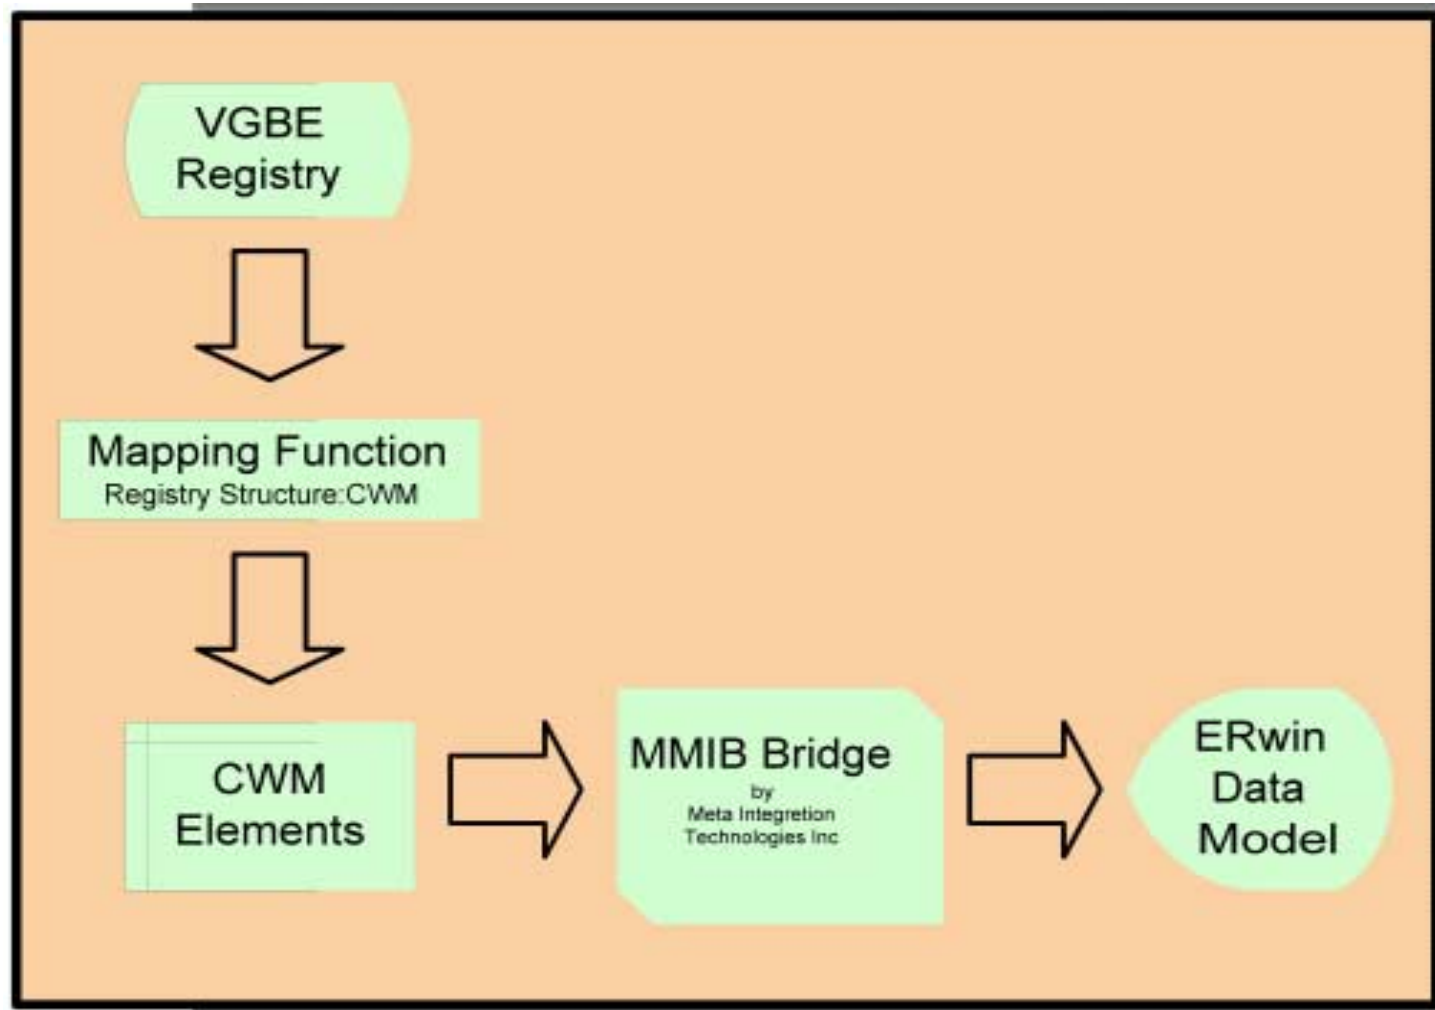 VGBE
Registry
Mapping Function
Registry Structure:CWM
CWM
Elements
MMIB Bridge
by
Meta Integretion
Technologies Inc
ERwin
Data
Model